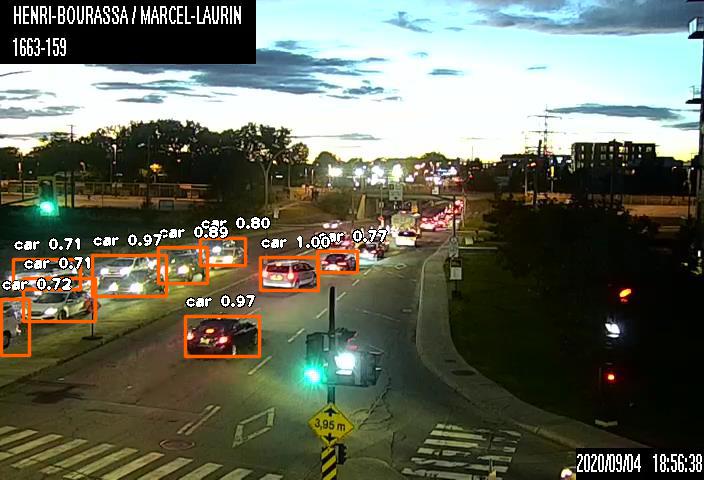 HENRI-BOURASSA / MARCEL-LAURIN
1663-159
car 0.80
car 0.89
car 0.97
car 0.71
car 1.00
car 0.77
car 0.71
car 0.72
car 0.97
3,95 m
2020/09/04 18:56:38